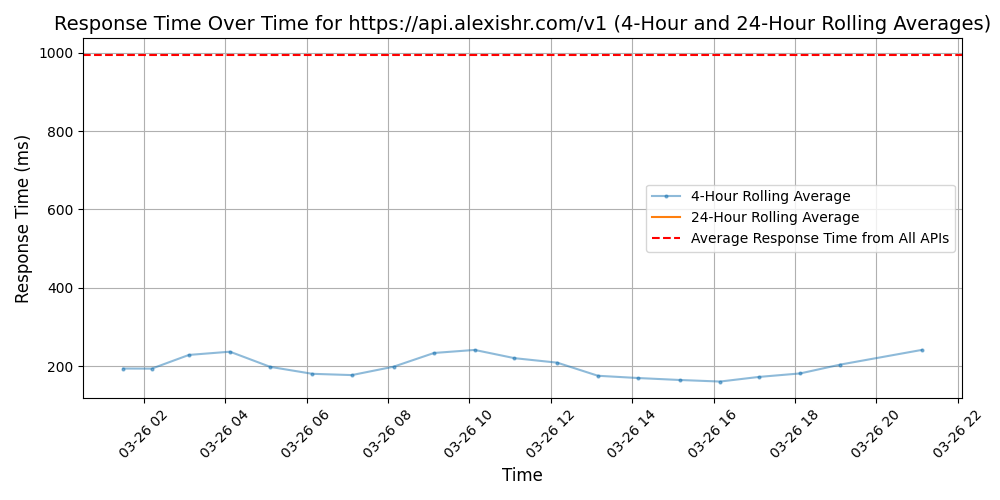 Response Time Over Time for https://api.alexishr.com/v1 (4-Hour and 24-Hour Rolling Averages)
Response Time (ms)
1000
800
600
400
200
4-Hour Rolling Average
24-Hour Rolling Average
Average Response Time from All APIs
03-26 02
03-26 04
03-26 06
03-26 08
03-26 10
03-26 12
03-26 14
03-26 16
03-26 18
03-26 20
03-26 22
Time